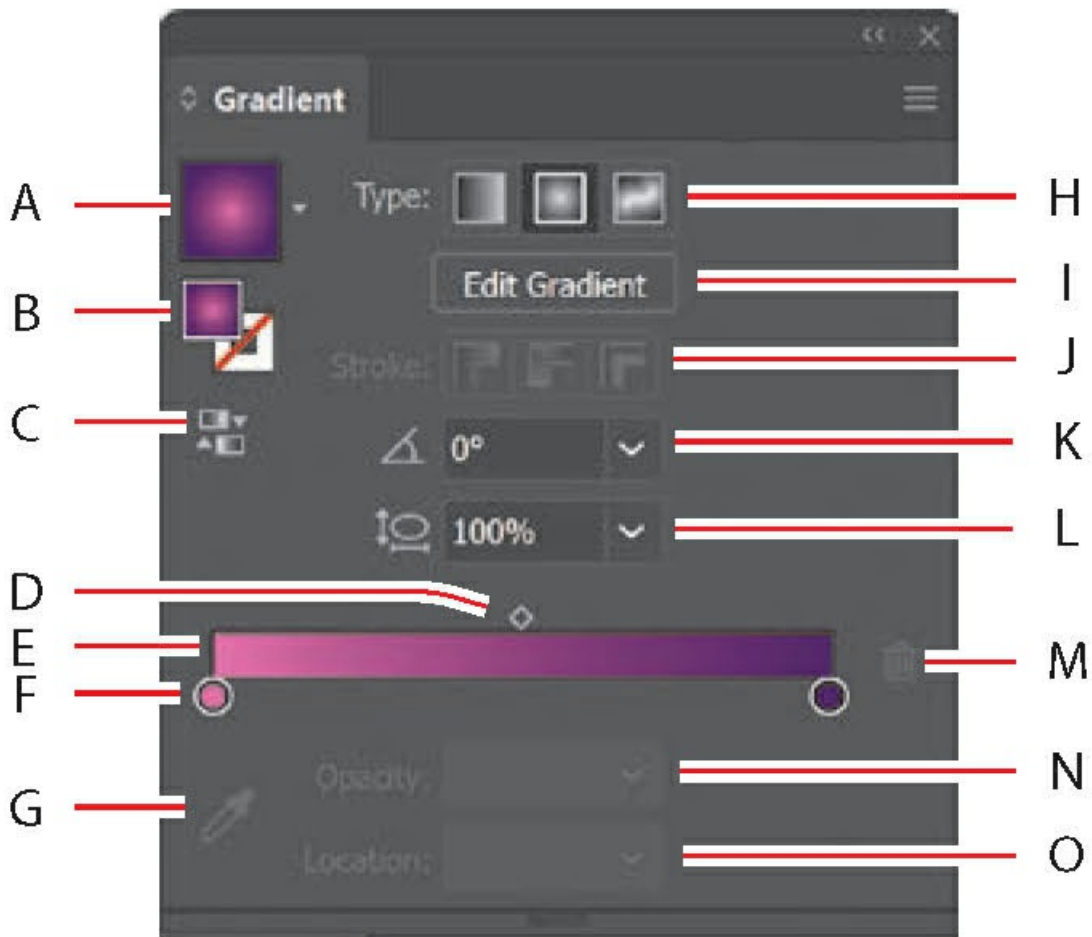 Gradient
A
Type:
H
Edit Gradient
I
B
Stroke:
J
C
0°
K
100%
L
D
E
F
M
Opacity:
N
G
Location:
O